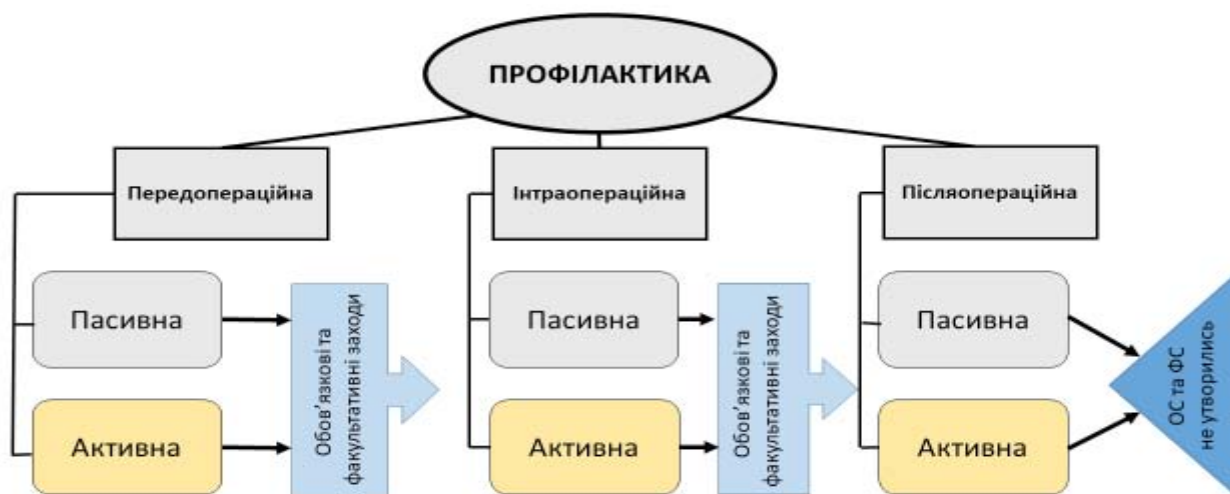 ПРОФІЛАКТИКА
Передопераційна
Інтраопераційна
Післяопераційна
Пасивна
Активна
Обов’язкові та
факультативні заходи
Пасивна
Активна
Обов’язкові та
факультативні заходи
Пасивна
Активна
ОС та ФС
не утворились